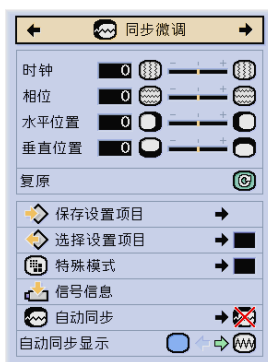 同步微调
时钟 0
相位 0
水平位置 0
垂直位置 0
复原
保存设置项目
选择设置项目
特殊模式
信号信息
自动同步
自动同步显示